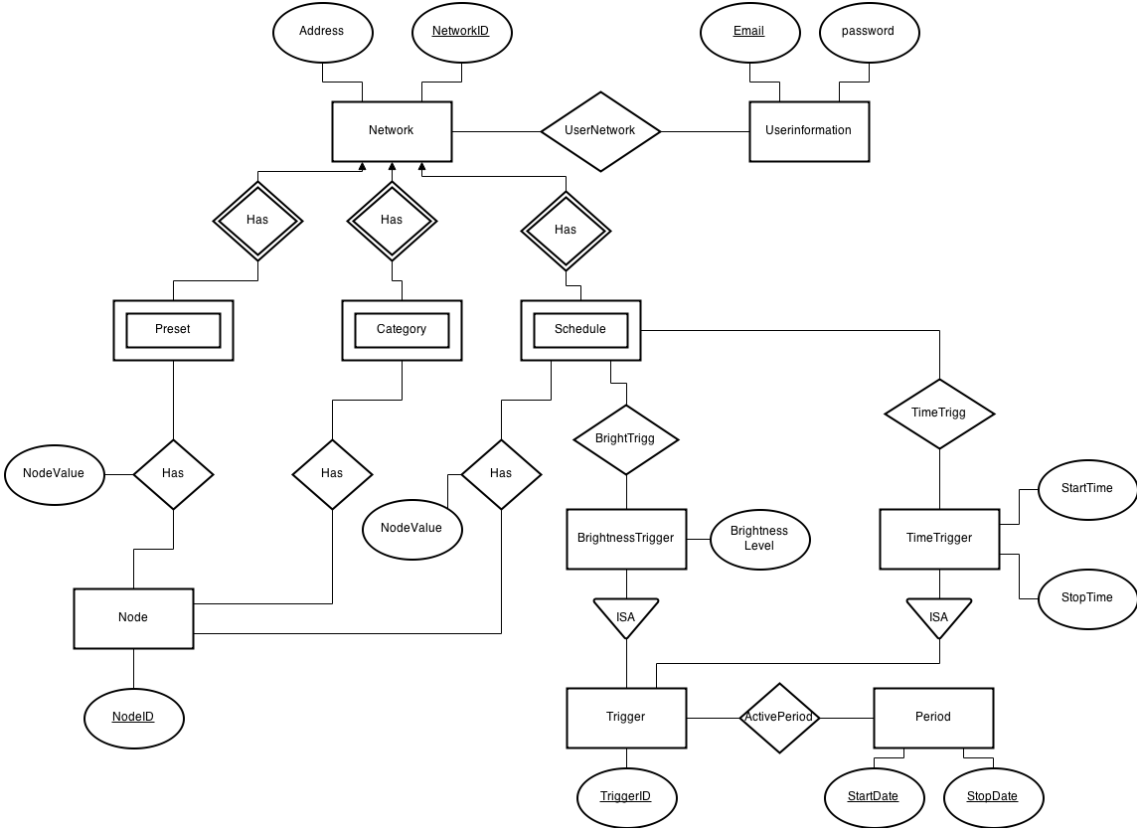 Address
NetworkID
Email
password
Network
UserNetwork
Userinformation
Has
Has
Has
Preset
Category
Schedule
TimeTrigg
BrightTrigg
NodeValue
Has
Has
Has
StartTime
NodeValue
BrightnessTrigger
Brightness
Level
TimeTrigger
StopTime
Node
ISA
ISA
NodeID
Trigger
ActivePeriod
Period
TriggerID
StartDate
StopDate